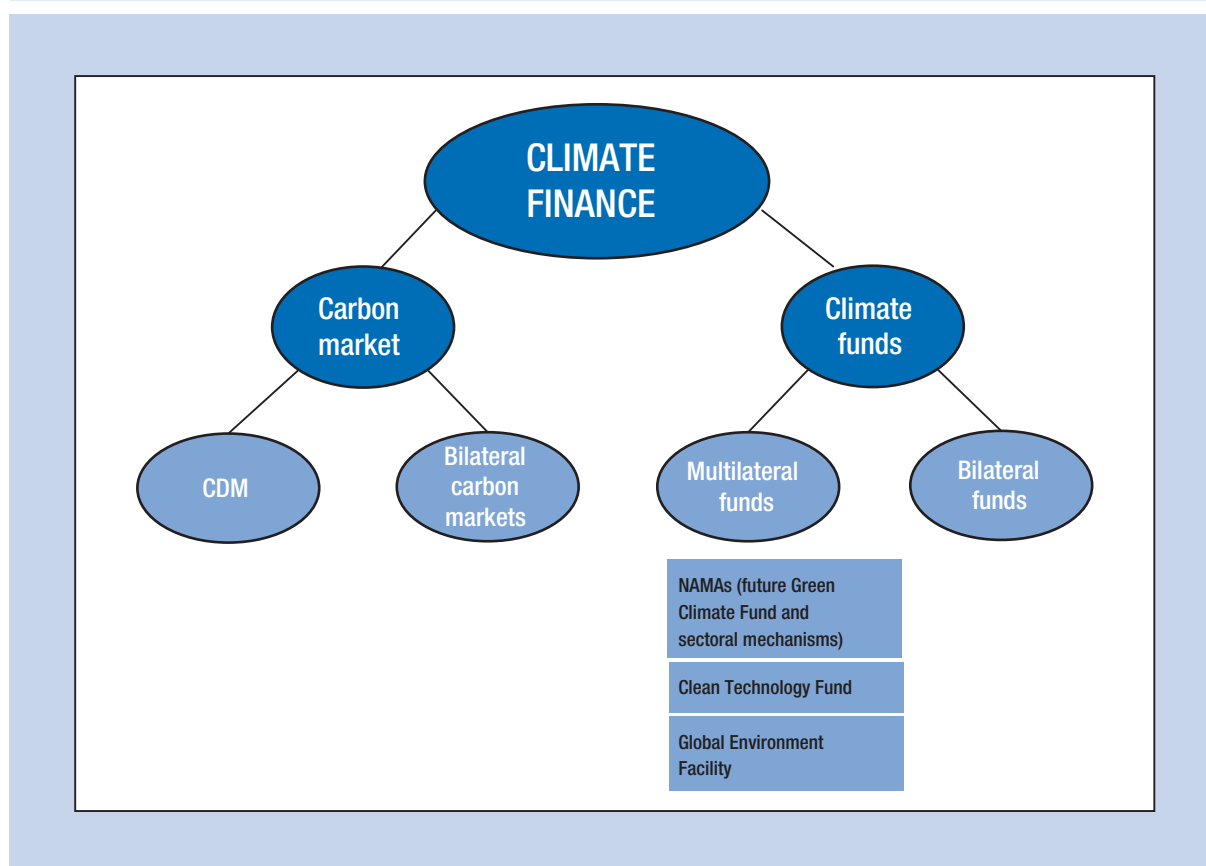 CLIMATE
FINANCE
Carbon
market
Climate
funds
CDM
Bilateral
carbon
markets
Multilateral
funds
Bilateral
funds
NAMAs (future Green
Climate Fund and
sectoral mechanisms)
Clean Technology Fund
Global Environment
Facility